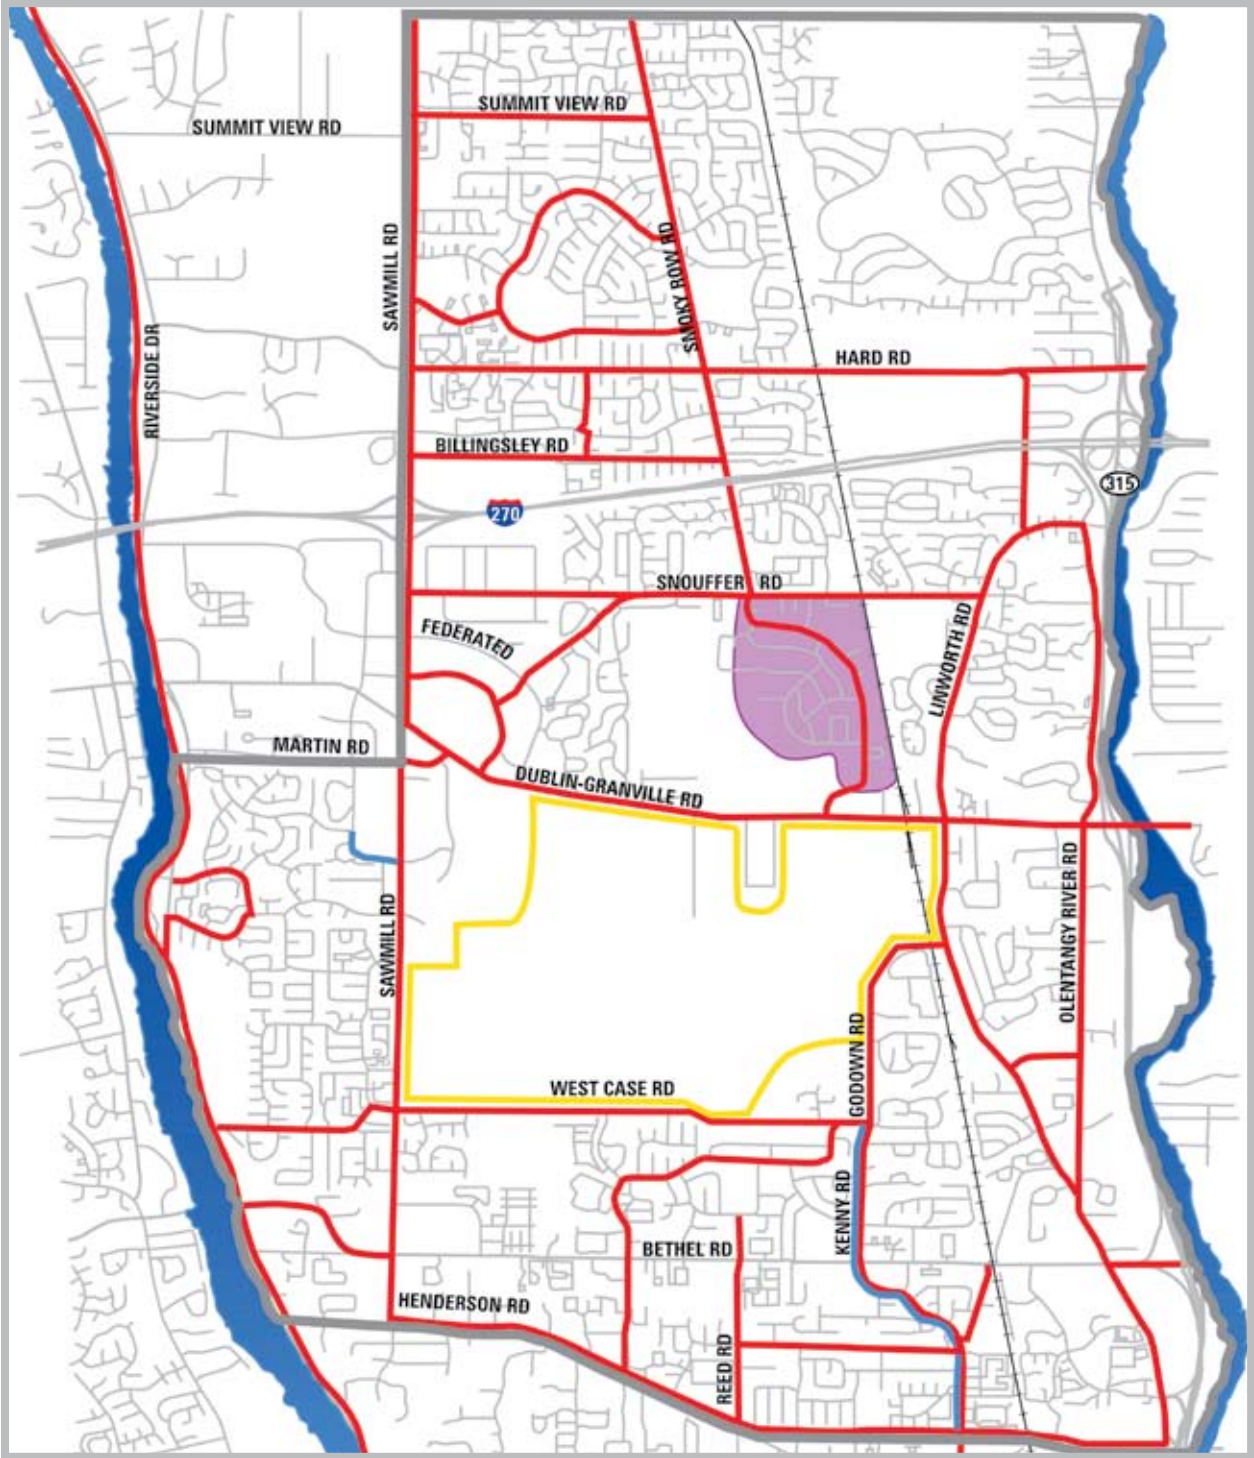 SUMMIT VIEW RD
SUMMIT VIEW RD
SAWMILL RD
SMOKY ROW RD
RIVERSIDE DR
HARD RD
BILLINGSLEY RD
315
270
SNOUFFER RD
FEDERATED
LINWORTH RD
MARTIN RD
DUBLIN-GRANVILLE RD
OLENTANGY RIVER RD
SAWMILL RD
GODOWN RD
WEST CASE RD
KENNY RD
BETHEL RD
HENDERSON RD
REED RD